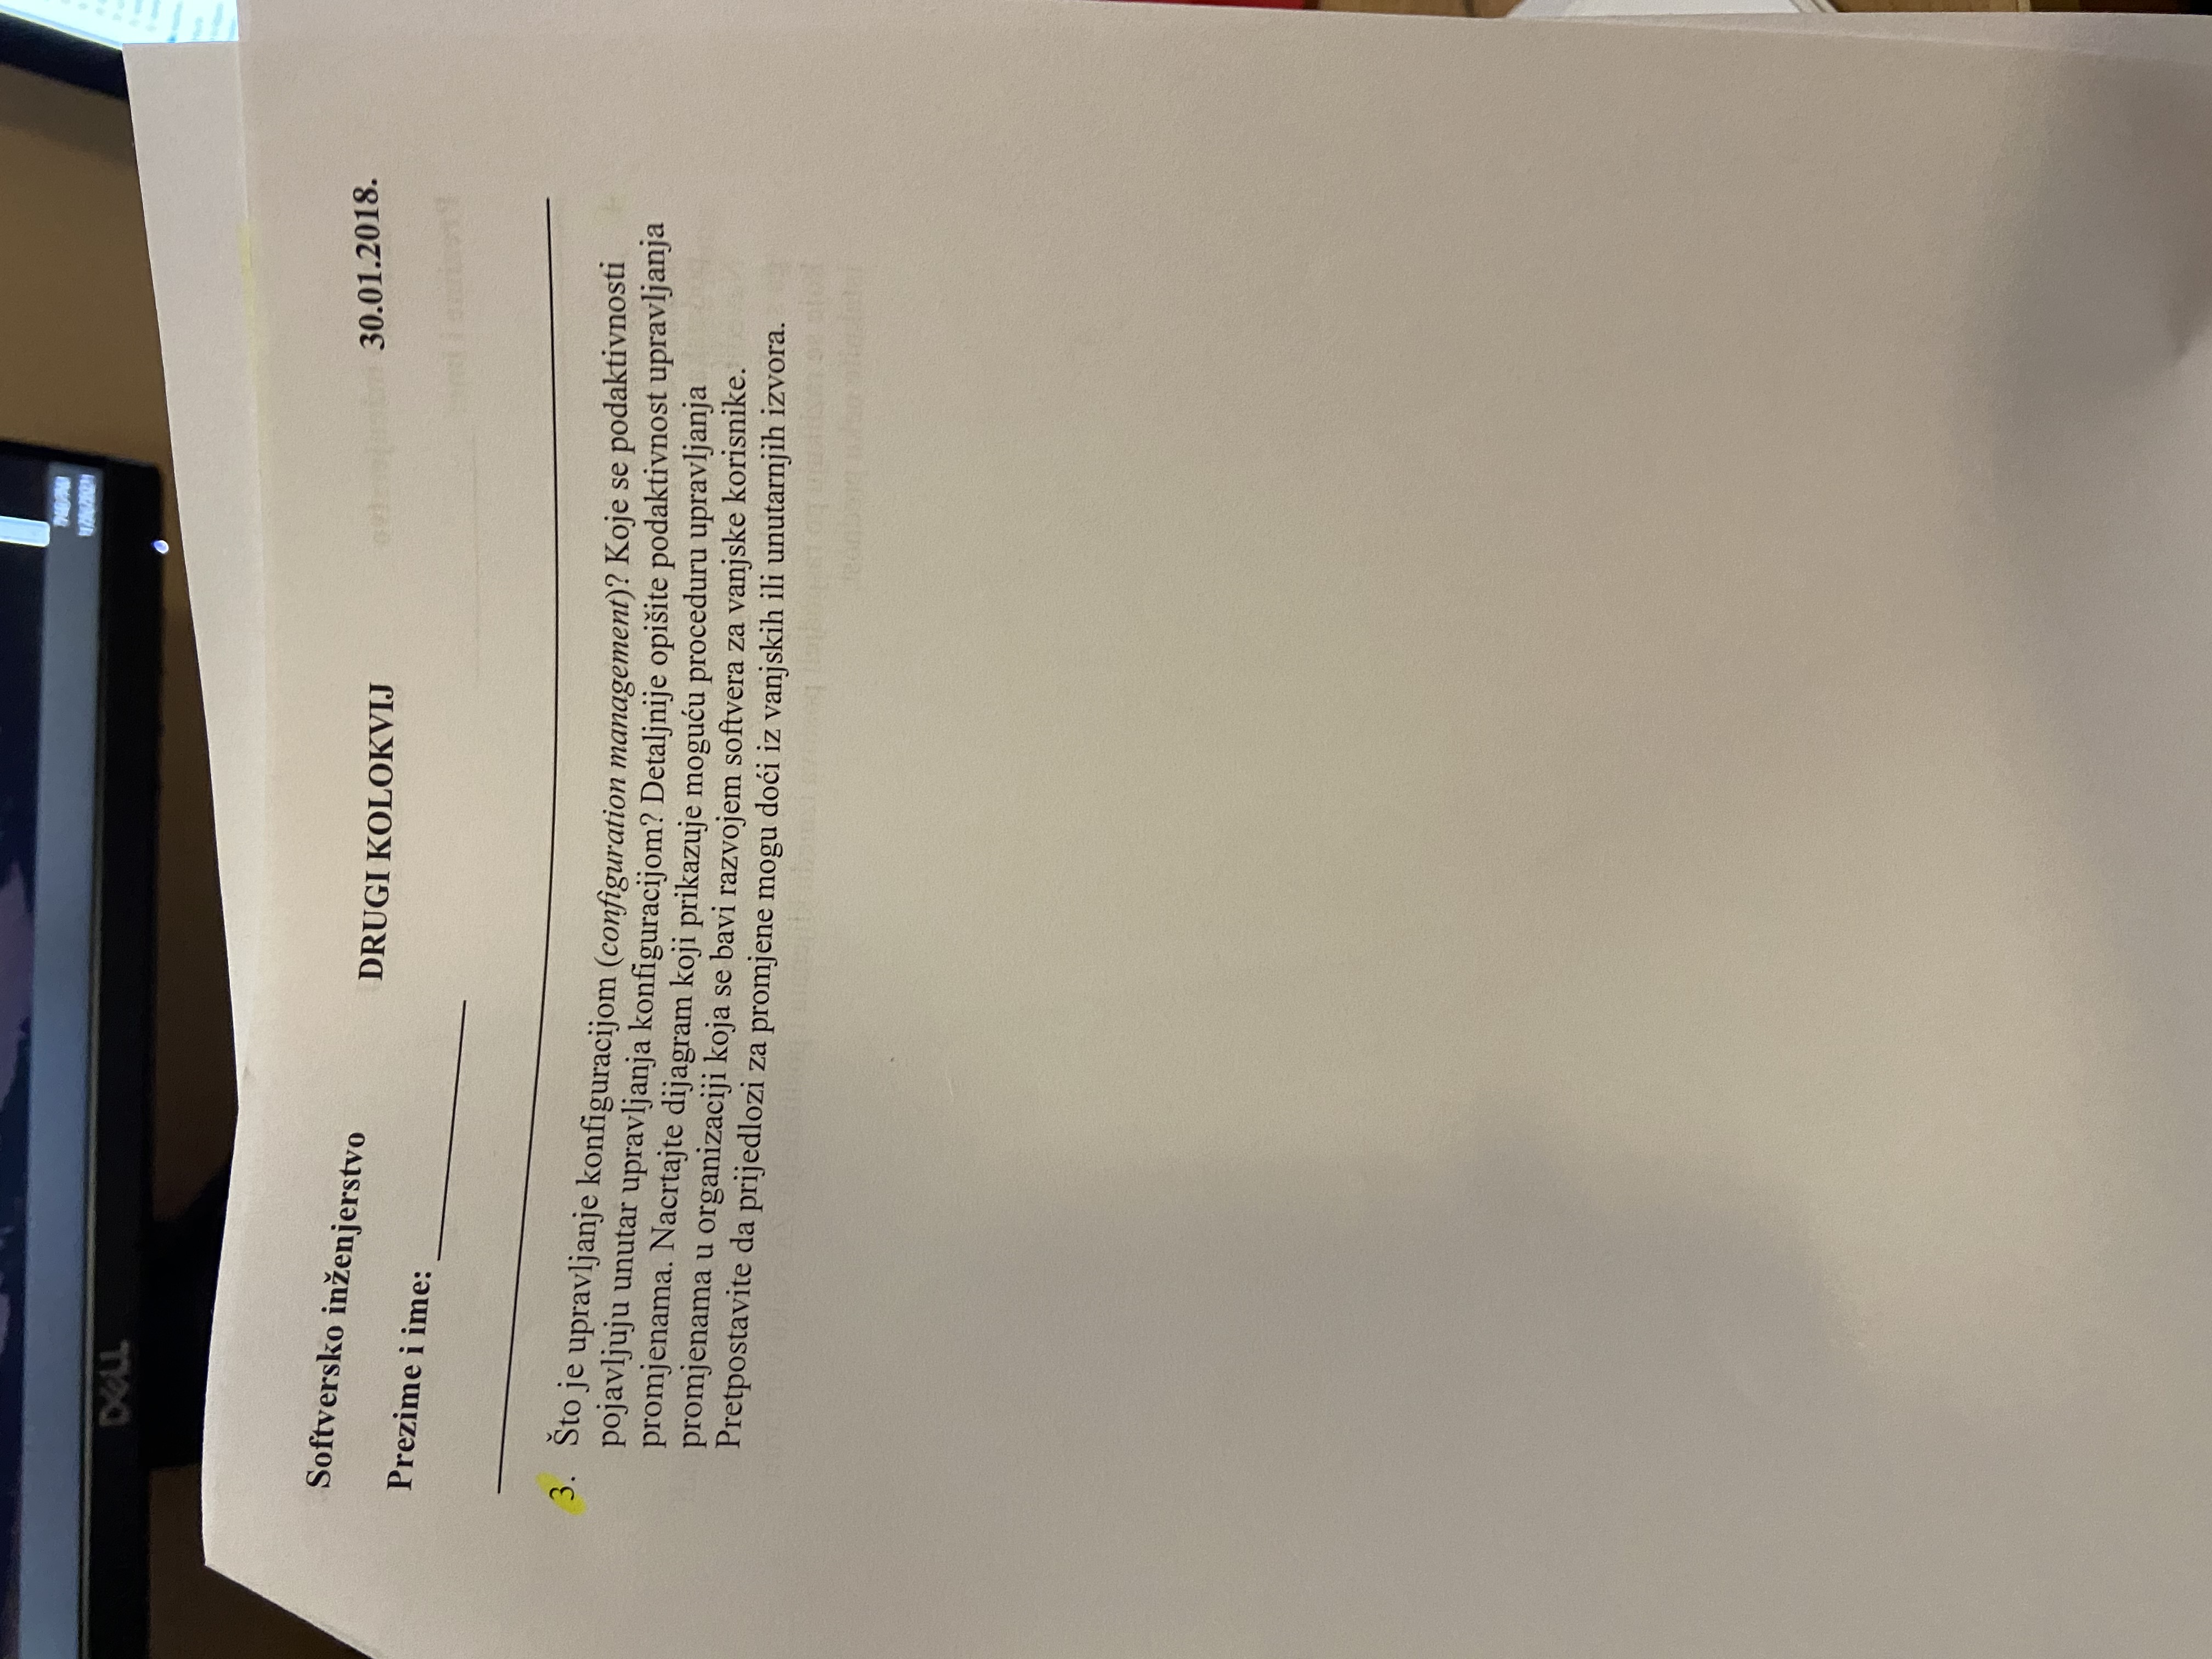 DELL
Softversko inženjerstvo
DRUGI KOLOKVIJ
30.01.2018.
Prezime i ime:
3. Što je upravljanje konfiguracijom (configuration management)? Koje se podaktivnosti
pojavljuju unutar upravljanja konfiguracijom? Detaljnije opišite podaktivnost upravljanja
promjenama. Nacrtajte dijagram koji prikazuje moguću proceduru upravljanja
promjenama u organizaciji koja se bavi razvojem softvera za vanjske korisnike.
Pretpostavite da prijedlozi za promjene mogu doći iz vanjskih ili unutarnjih izvora.